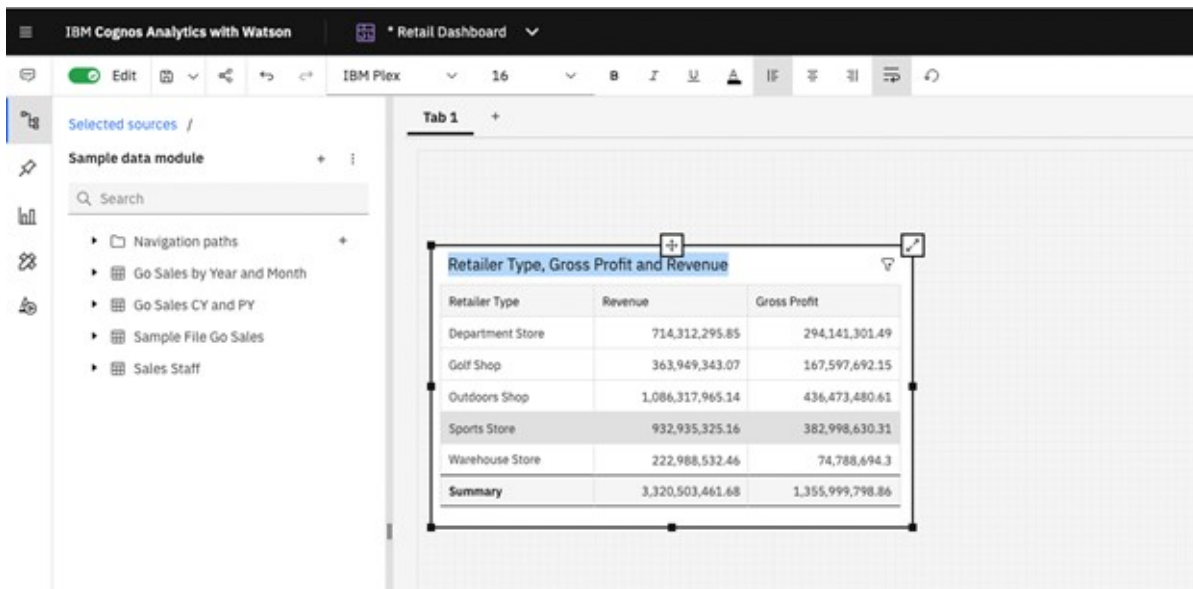 IBM Cognos Analytics with Watson * Retail Dashboard
Edit IBM Plex 16 B I U A
Selected sources /
Tab 1 +
Sample data module
Search
Navigation paths
Go Sales by Year and Month
Go Sales CY and PY
Sample File Go Sales
Sales Staff
Retailer Type, Gross Profit and Revenue
Retailer Type Revenue Gross Profit
Department Store 714,312,295.85 294,141,301.49
Golf Shop 363,949,343.07 167,597,692.15
Outdoors Shop 1,086,317,965.14 436,473,480.61
Sports Store 932,935,325.16 382,998,630.31
Warehouse Store 222,988,532.46 74,788,694.3
Summary 3,320,503,461.68 1,355,999,798.86